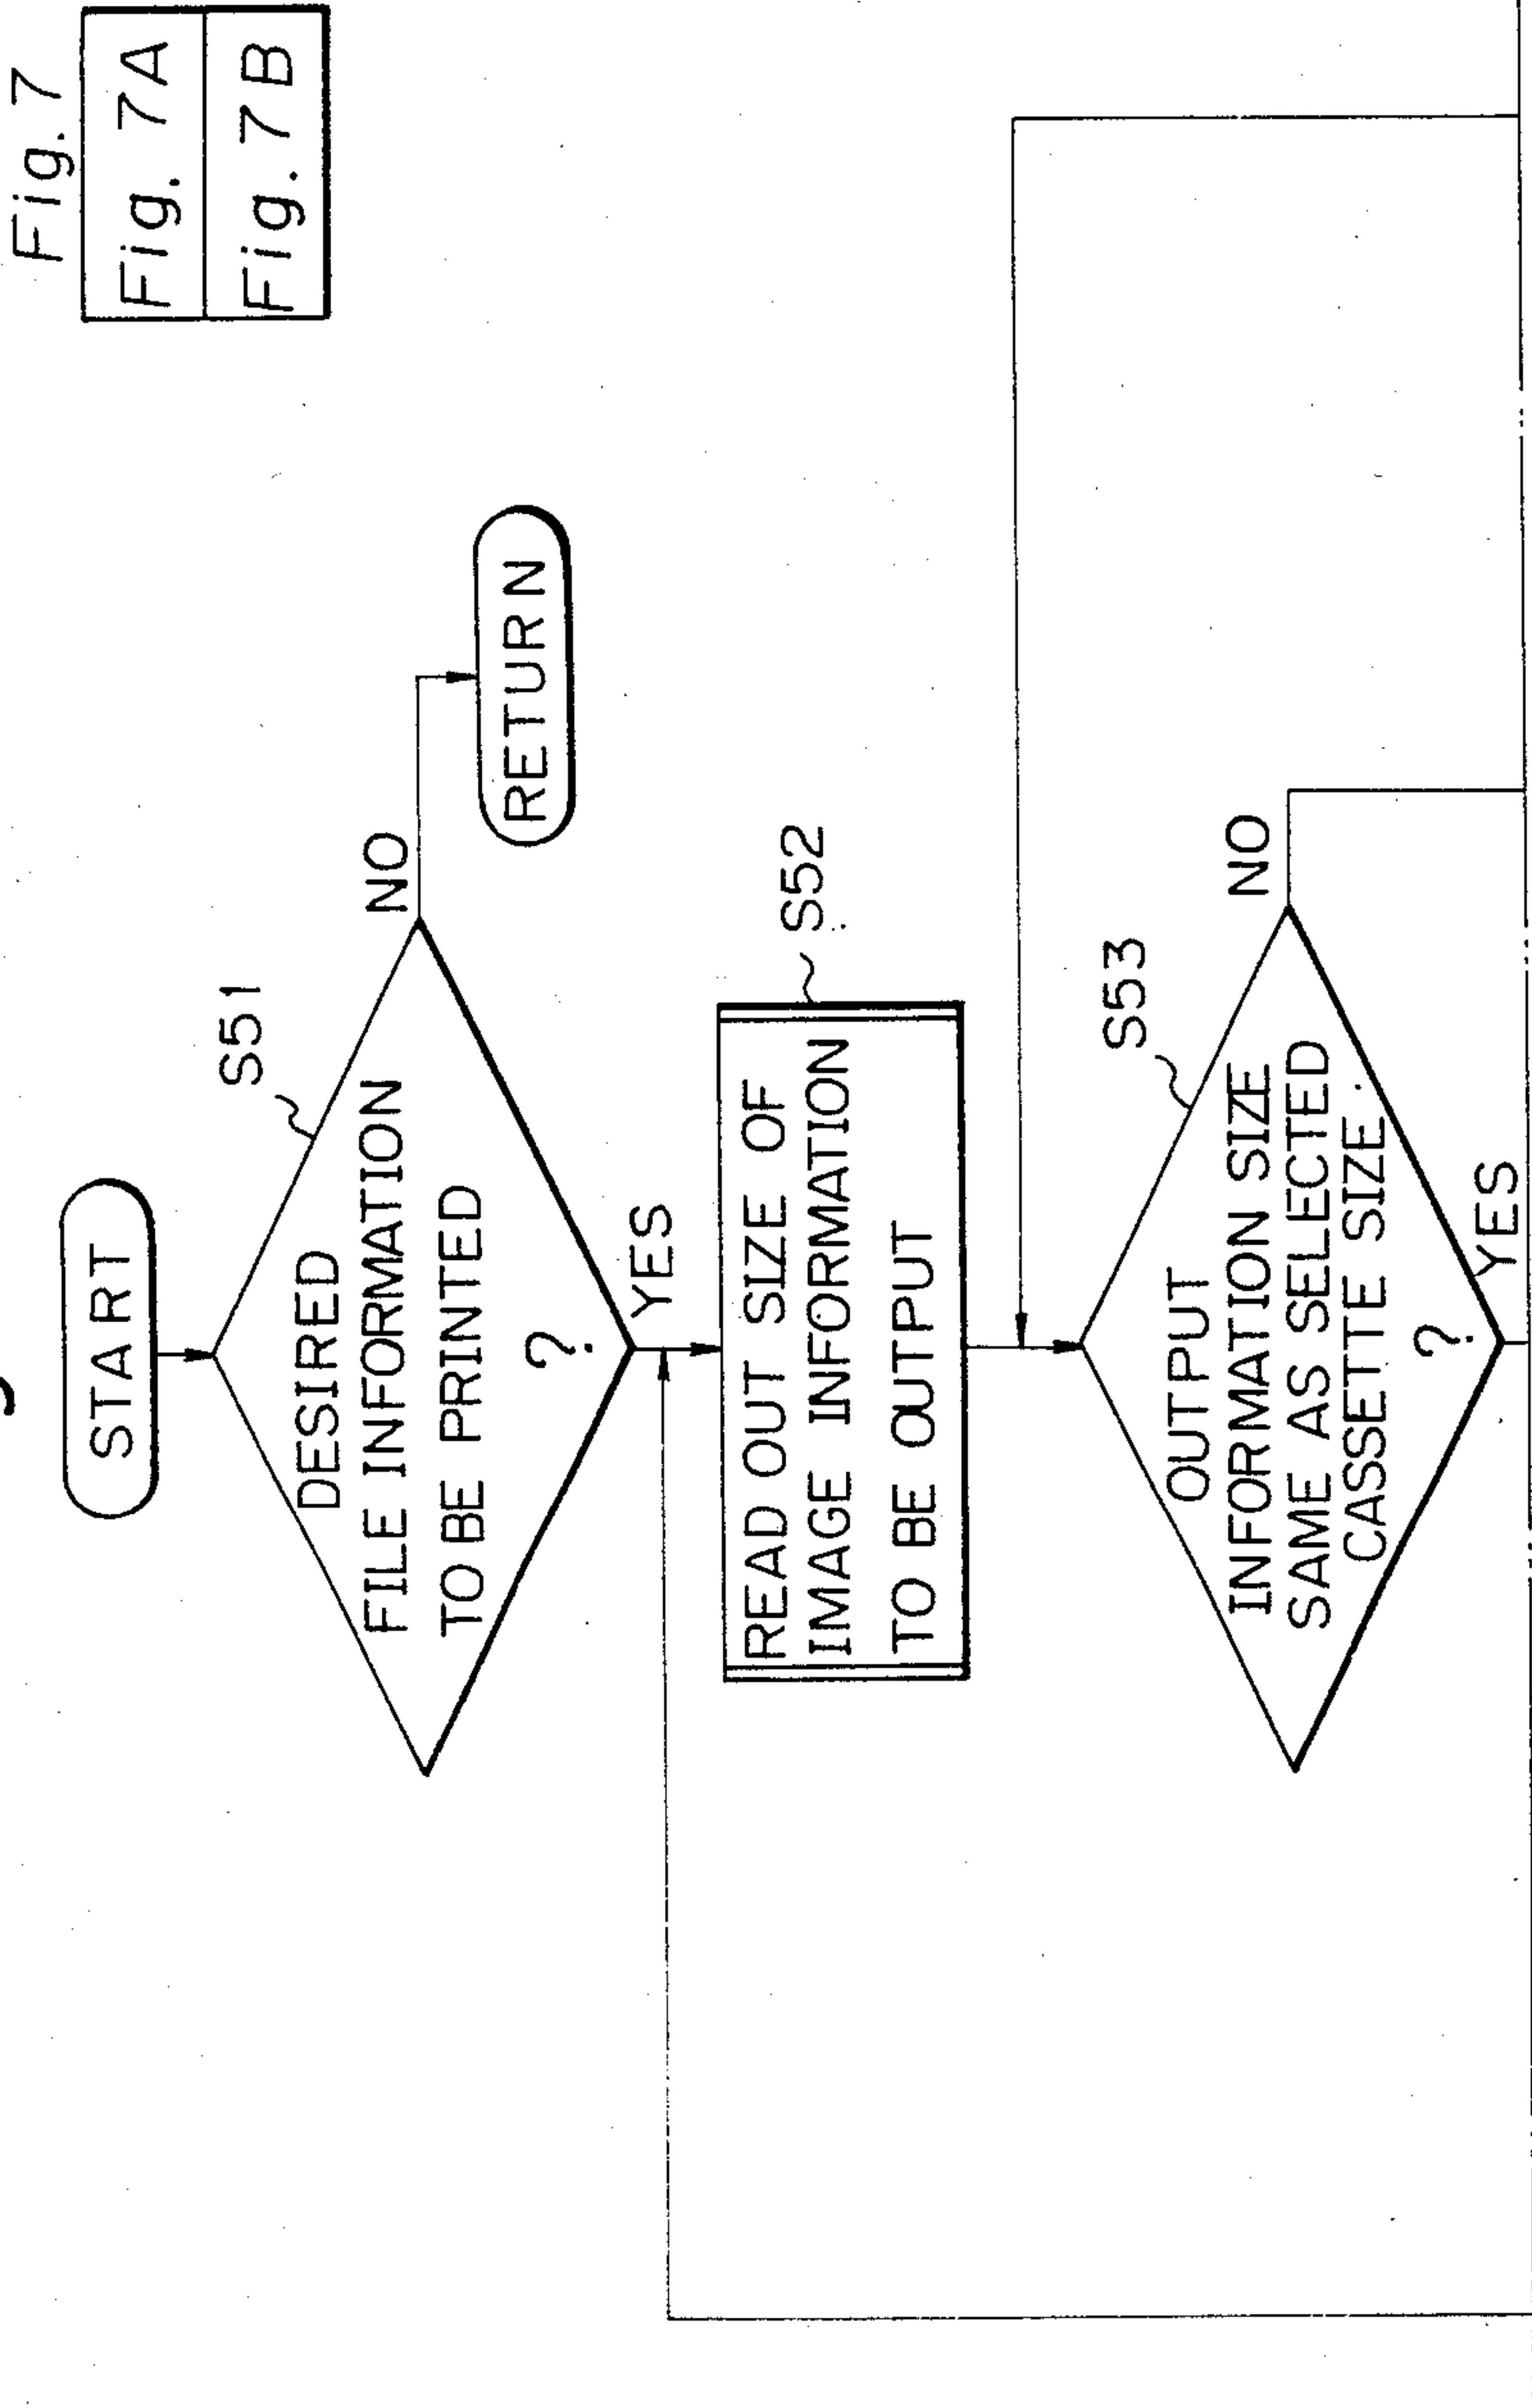 Fig. 7
Fig. 7A
Fig. 7B
START
S51
DESIRED
FILE INFORMATION
TO BE PRINTED
?
NO
RETURN
YES
S52
READ OUT SIZE OF
IMAGE INFORMATION
TO BE OUTPUT
S53
OUTPUT
INFORMATION SIZE
SAME AS SELECTED
CASSETTE SIZE
?
NO
YES